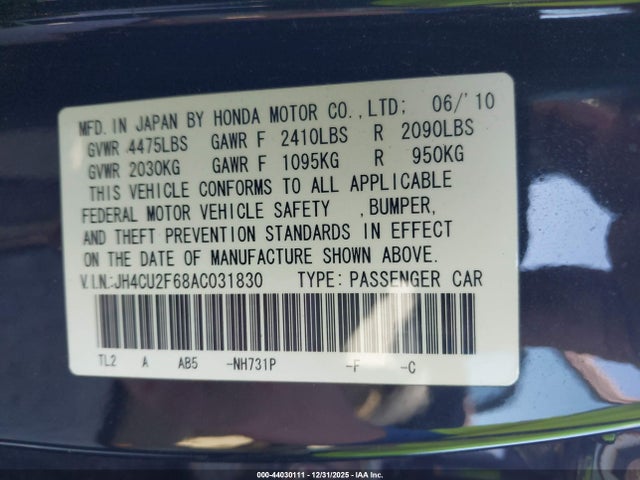 MFD. IN JAPAN BY HONDA MOTOR CO., LTD; 06/'10
GVWR 4475LBS GAWR F 2410LBS R 2090LBS
GVWR 2030KG GAWR F 1095KG R 950KG
THIS VEHICLE CONFORMS TO ALL APPLICABLE
FEDERAL MOTOR VEHICLE SAFETY , BUMPER,
AND THEFT PREVENTION STANDARDS IN EFFECT
ON THE DATE OF MANUFACTURE SHOWN ABOVE.
V.I.N.:JH4CU2F68AC031830 TYPE: PASSENGER CAR
TL2 A AB5 -NH731P -F -C
000-44030111 - 12/31/2025 - IAA Inc.